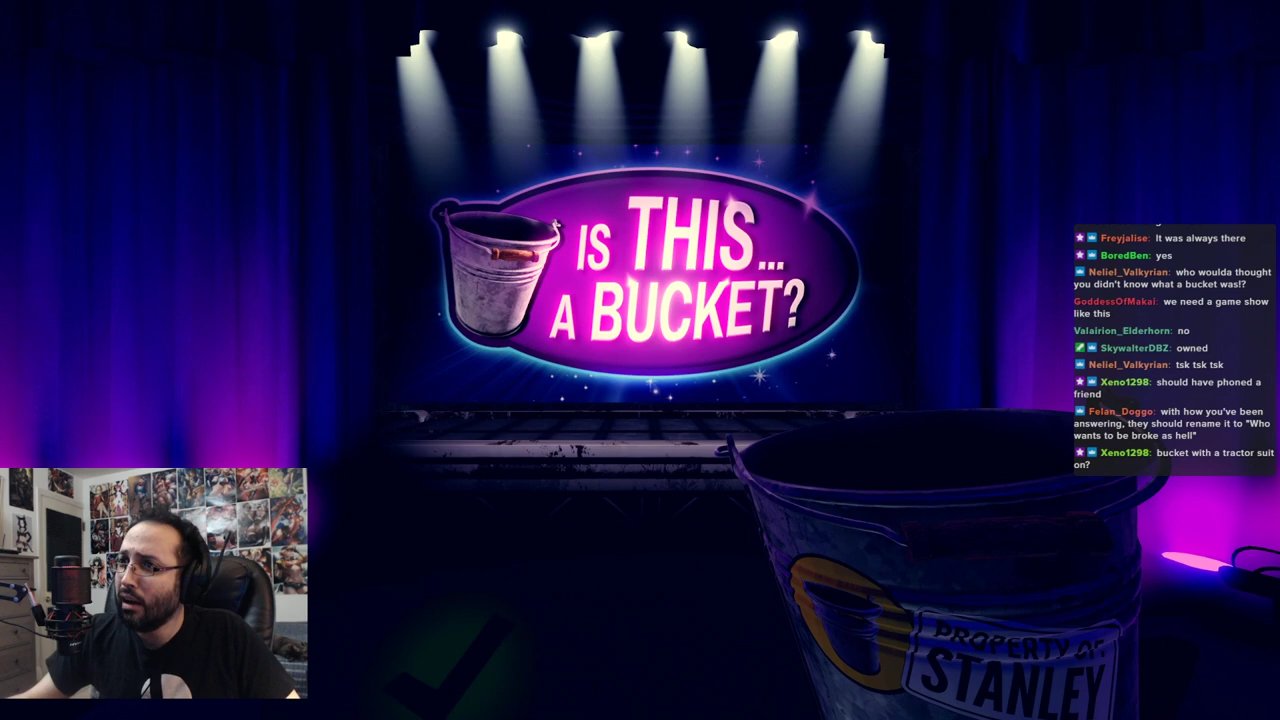 IS THIS...
A BUCKET?
Freyjalise: It was always there
BoredBen: yes
Neliel_Valkyrian: who woulda thought
you didn't know what a bucket was!?
GoddessOfMakai: we need a game show
like this
Valairion_Elderhorn: no
SkywalterDBZ: owned
Neliel_Valkyrian: tsk tsk tsk
Xeno1298: should have phoned a
friend
Felan_Doggo: with how you've been
answering, they should rename it to "Who
wants to be broke as hell"
Xeno1298: bucket with a tractor suit
on?
PROPERTY OF
STANLEY